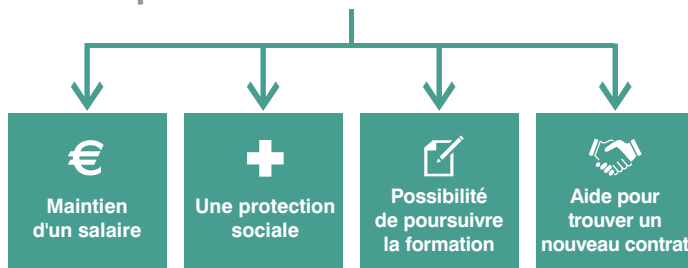 €
Maintien
d'un salaire
Une protection
sociale
Possibilité
de poursuivre
la formation
Aide pour
trouver un
nouveau contrat